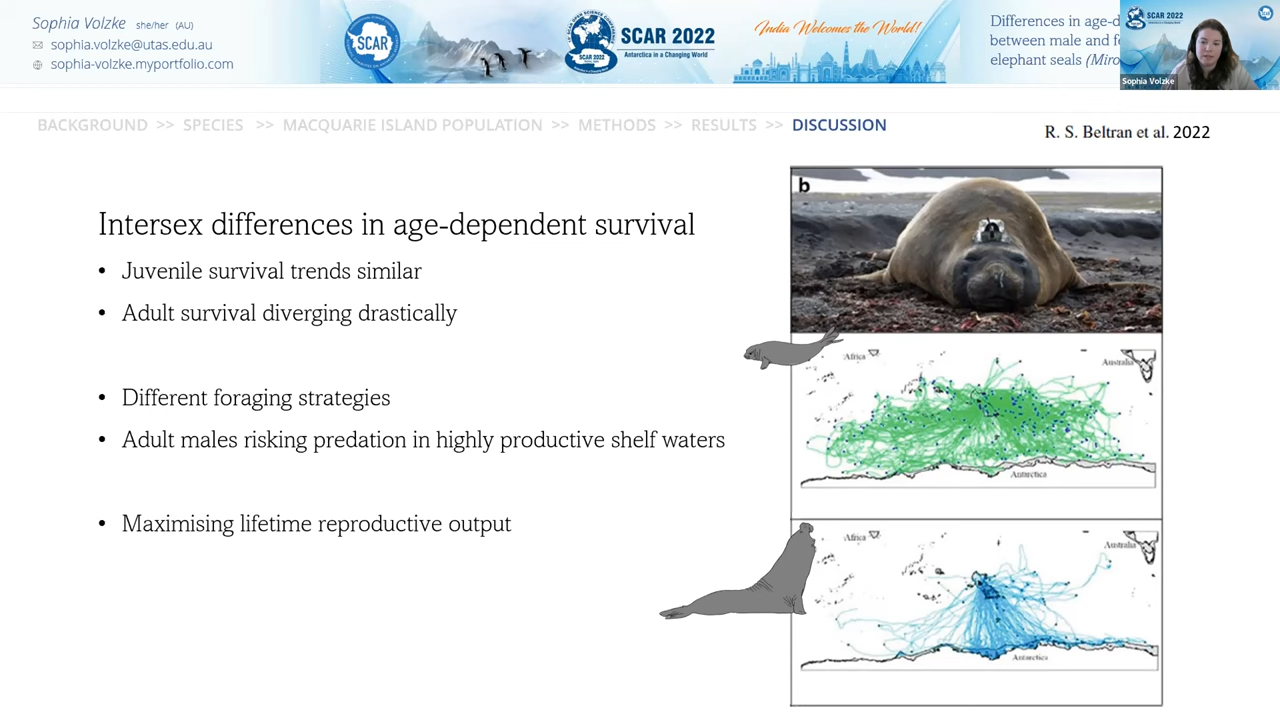 Sophia Volzke she/her (AU)
sophia.volzke@utas.edu.au
sophia-volzke.myportfolio.com
SCAR
SCAR 2022
SCAR 2022
Antarctica in a Changing World
India Welcomes the World!
Differences in age-d
between male and fe
elephant seals (Miro
SCAR 2022
Sophia Volzke
BACKGROUND >> SPECIES >> MACQUARIE ISLAND POPULATION >> METHODS >> RESULTS >> DISCUSSION
R. S. Beltran et al. 2022
b
Intersex differences in age-dependent survival
• Juvenile survival trends similar
• Adult survival diverging drastically
• Different foraging strategies
• Adult males risking predation in highly productive shelf waters
• Maximising lifetime reproductive output
Africa
Australia
Antarctica
Africa
Australia
Antarctica